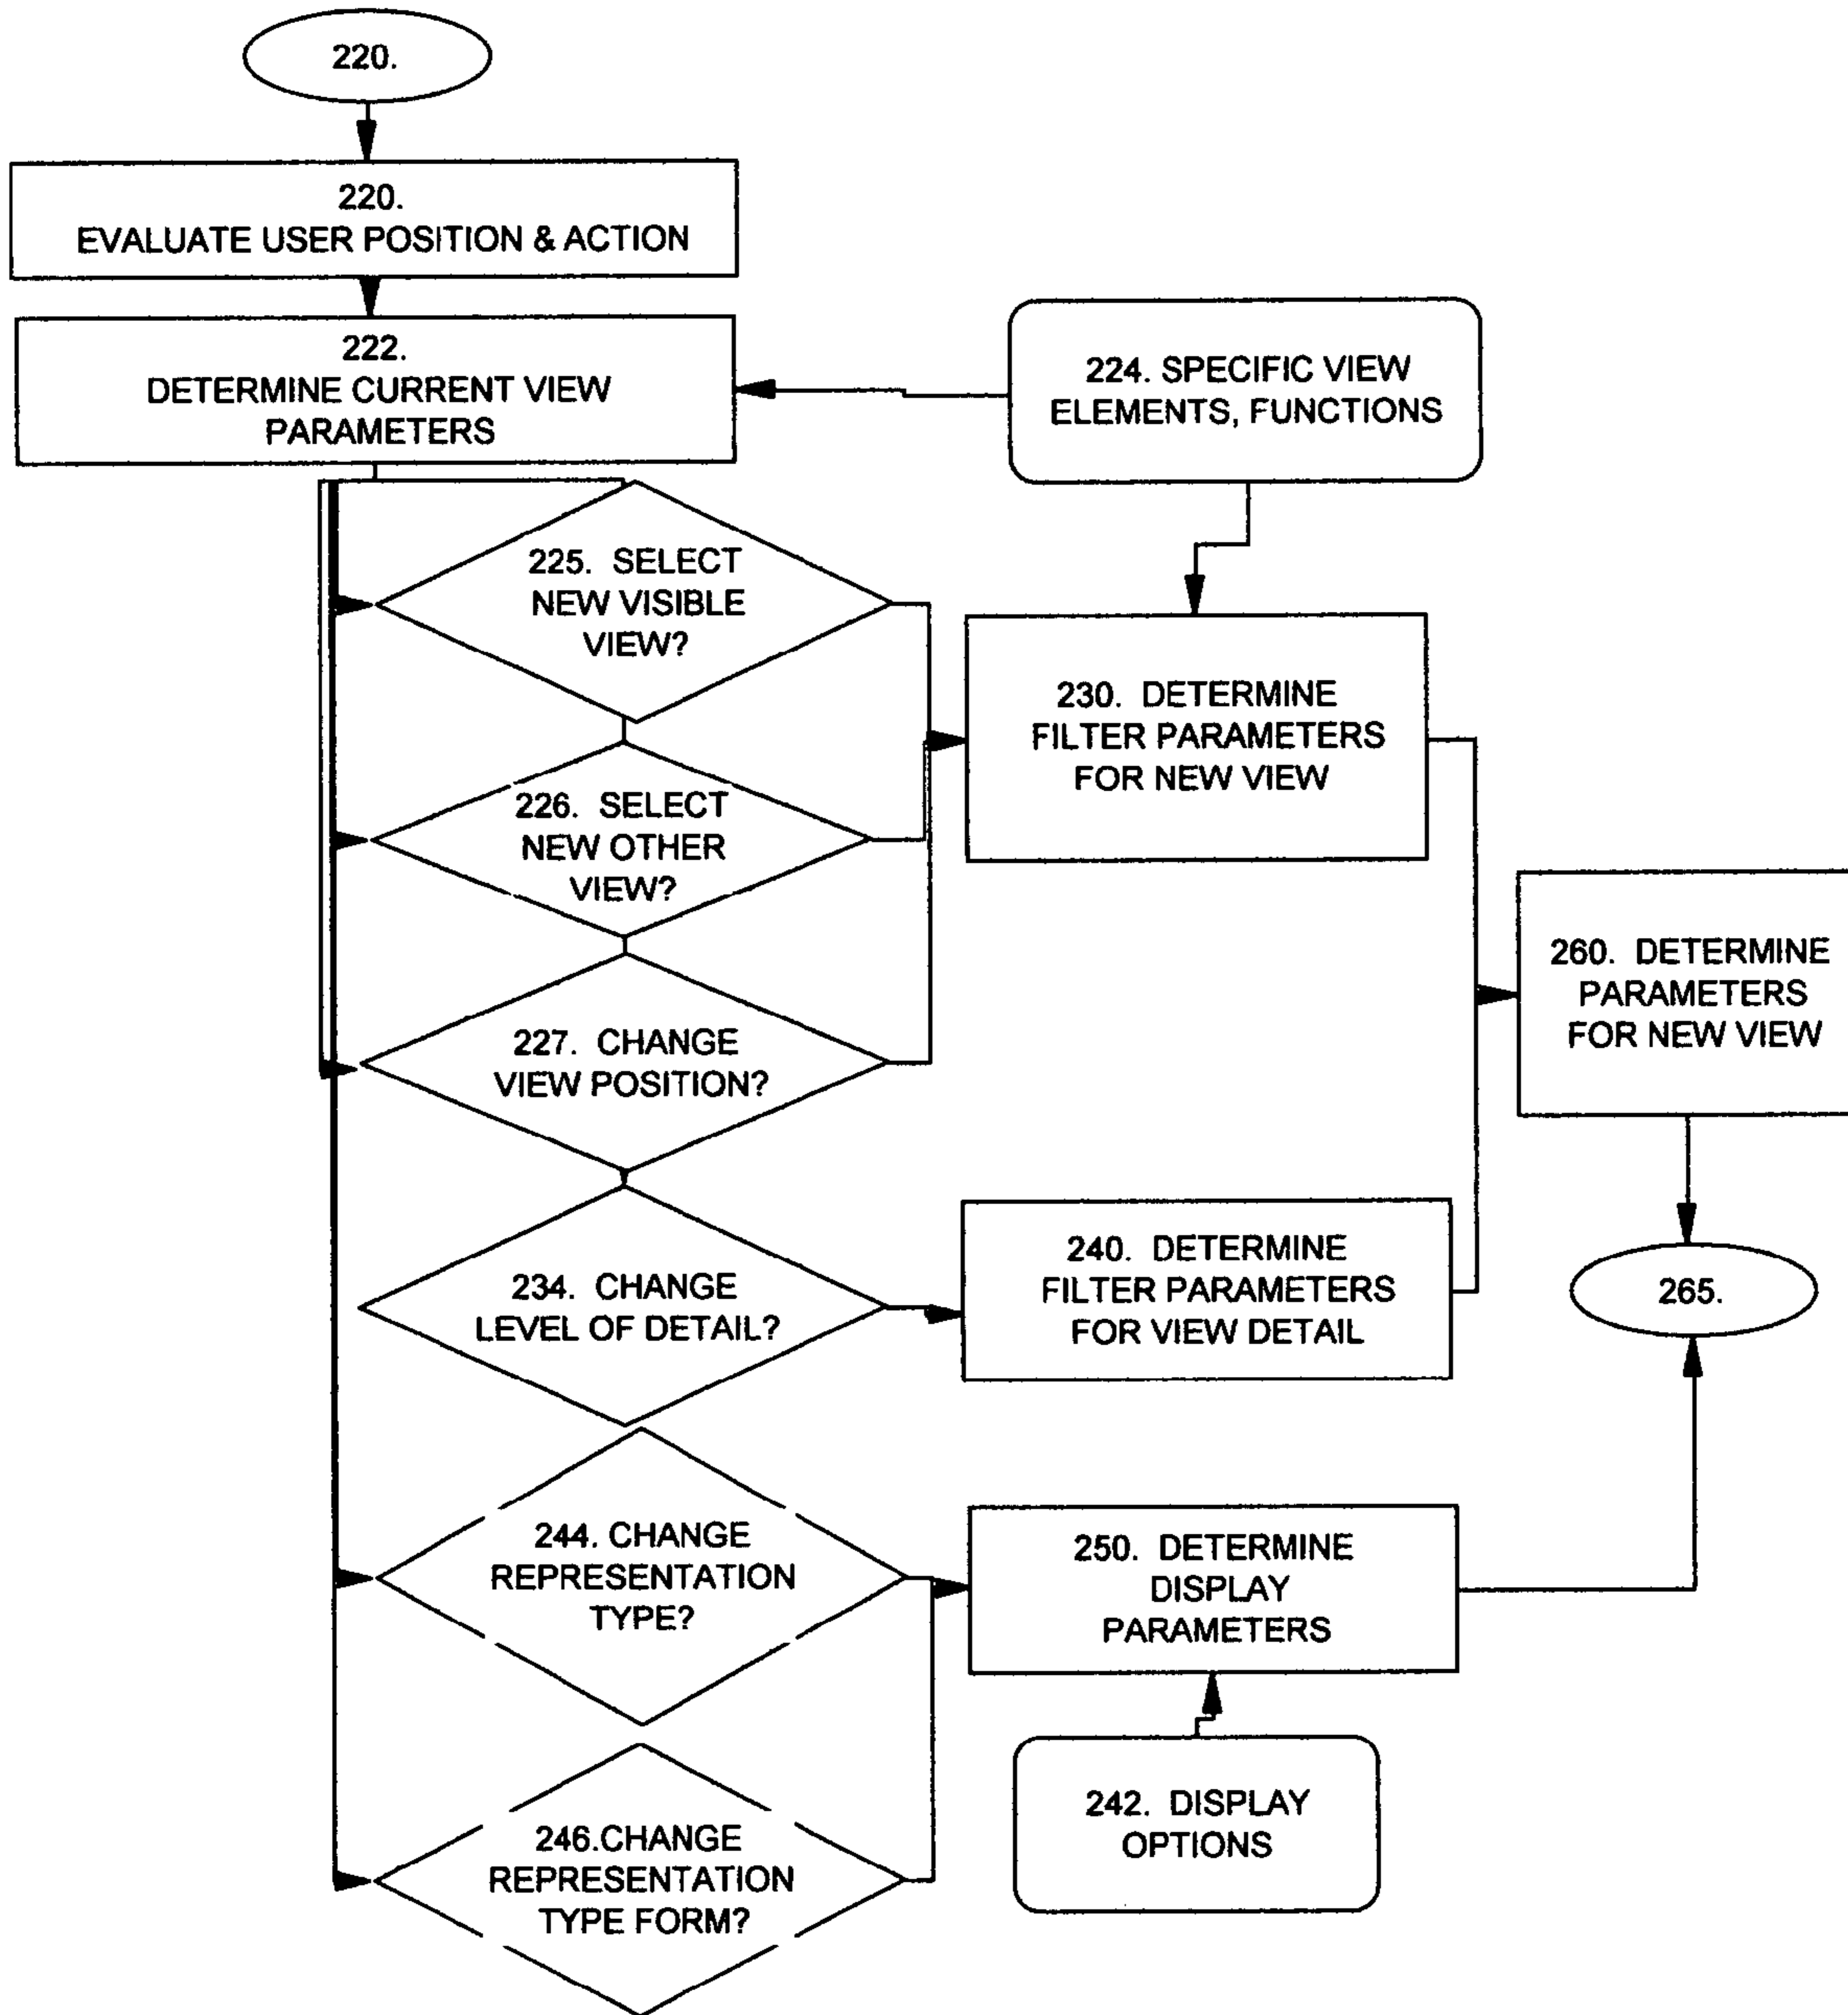 220.
220.
EVALUATE USER POSITION & ACTION
222.
DETERMINE CURRENT VIEW
PARAMETERS
224. SPECIFIC VIEW
ELEMENTS, FUNCTIONS
225. SELECT
NEW VISIBLE
VIEW?
230. DETERMINE
FILTER PARAMETERS
FOR NEW VIEW
226. SELECT
NEW OTHER
VIEW?
260. DETERMINE
PARAMETERS
FOR NEW VIEW
227. CHANGE
VIEW POSITION?
234. CHANGE
LEVEL OF DETAIL?
240. DETERMINE
FILTER PARAMETERS
FOR VIEW DETAIL
265.
244. CHANGE
REPRESENTATION
TYPE?
250. DETERMINE
DISPLAY
PARAMETERS
242. DISPLAY
OPTIONS
246.CHANGE
REPRESENTATION
TYPE FORM?